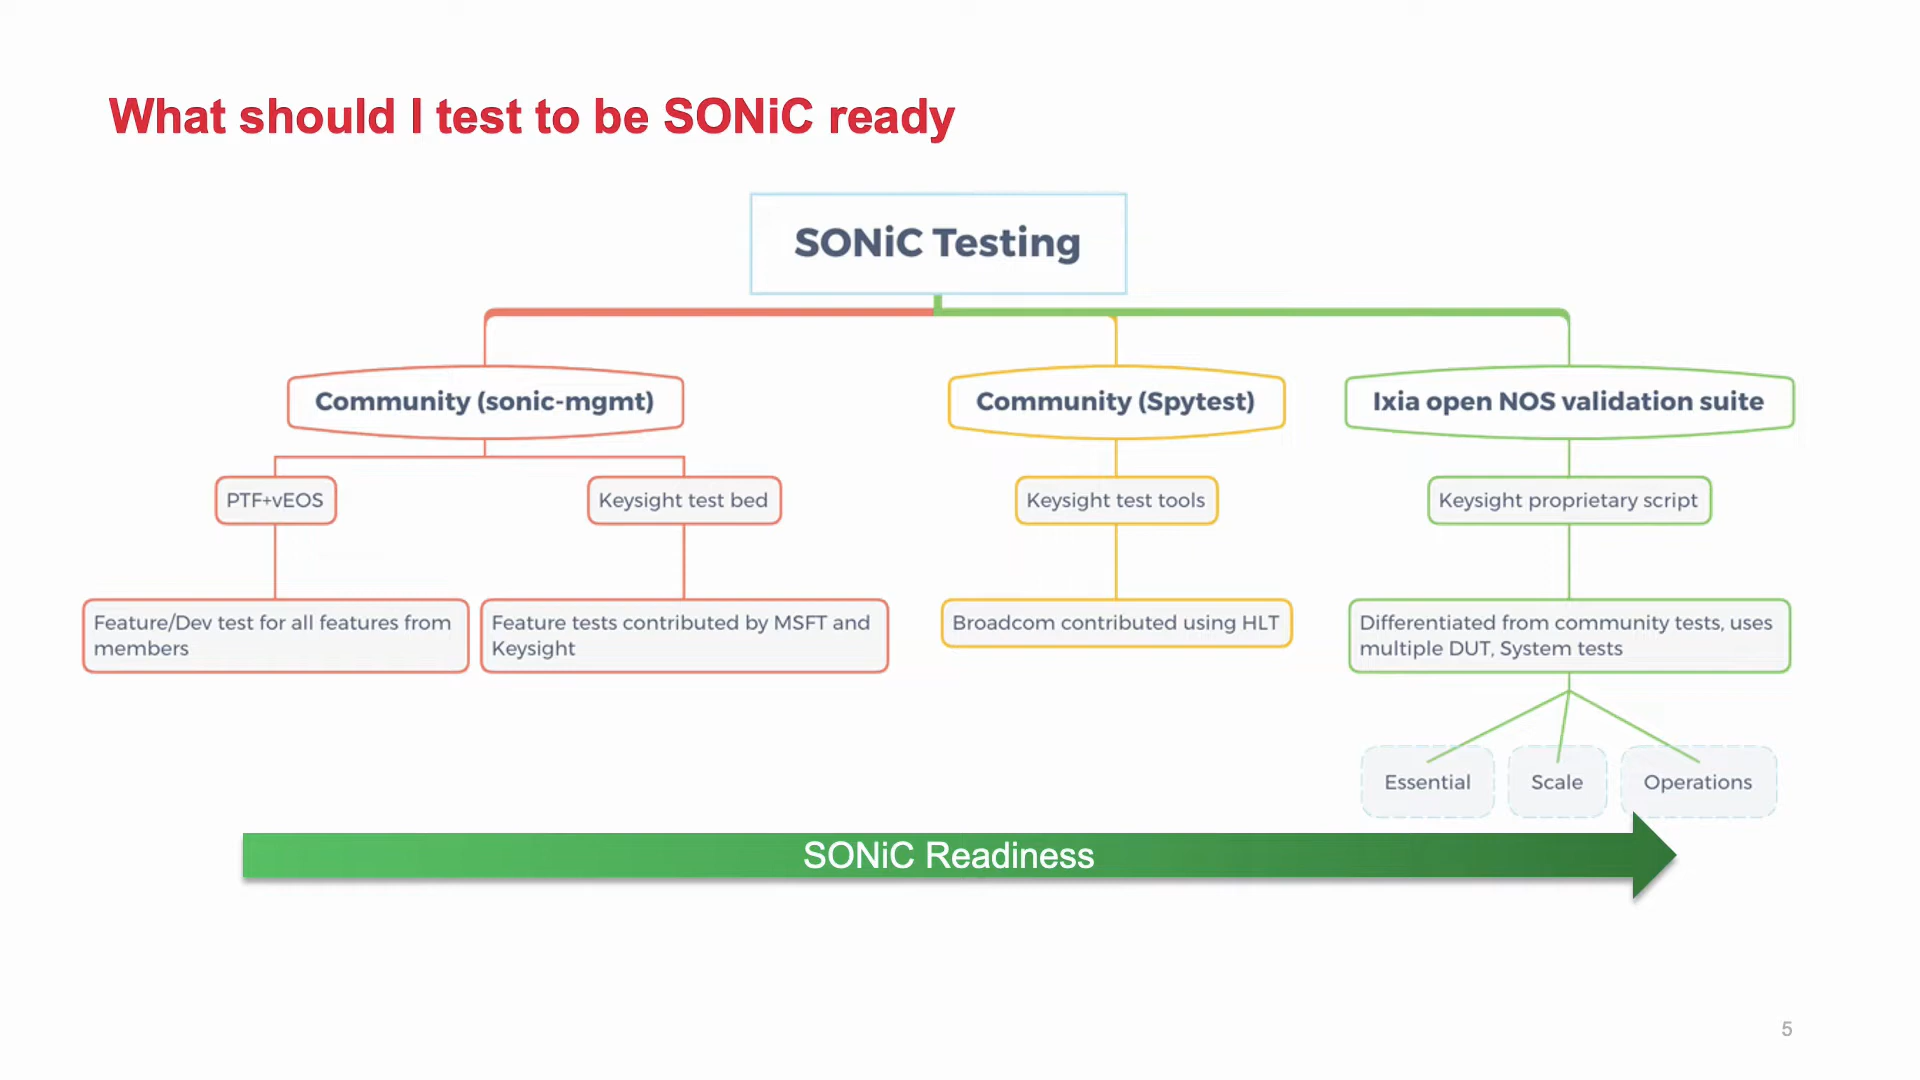 What should I test to be SONiC ready
SONiC Testing
Community (sonic-mgmt)
Community (Spytest)
Ixia open NOS validation suite
PTF+vEOS
Keysight test bed
Keysight test tools
Keysight proprietary script
Feature/Dev test for all features from
members
Feature tests contributed by MSFT and
Keysight
Broadcom contributed using HLT
Differentiated from community tests, uses
multiple DUT, System tests
Essential
Scale
Operations
SONiC Readiness
5